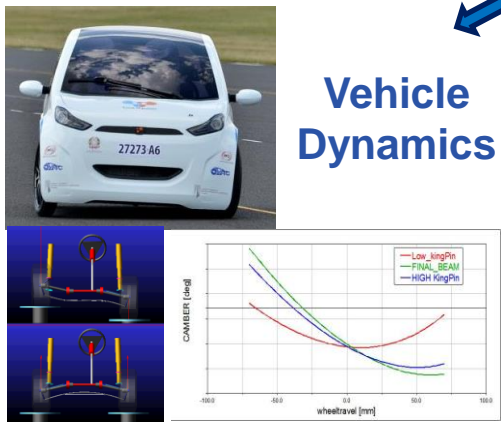 Vehicle
Dynamics
27273 A6
Low_kingPin
FINAL_BEAM
HIGH KingPin
CAMBER [deg]
-100.0
-50.0
0.0
50.0
100.0
wheeltravel [mm]